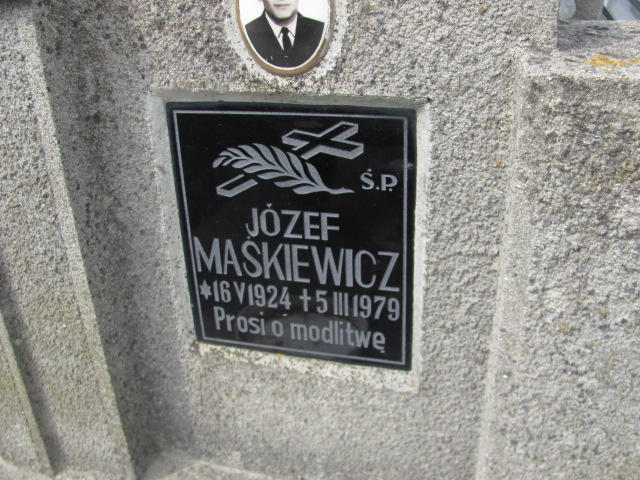 Ś.P.
JÓZEF
MAŚKIEWICZ
*16 V 1924 † 5 III 1979
Prosi o modlitwę